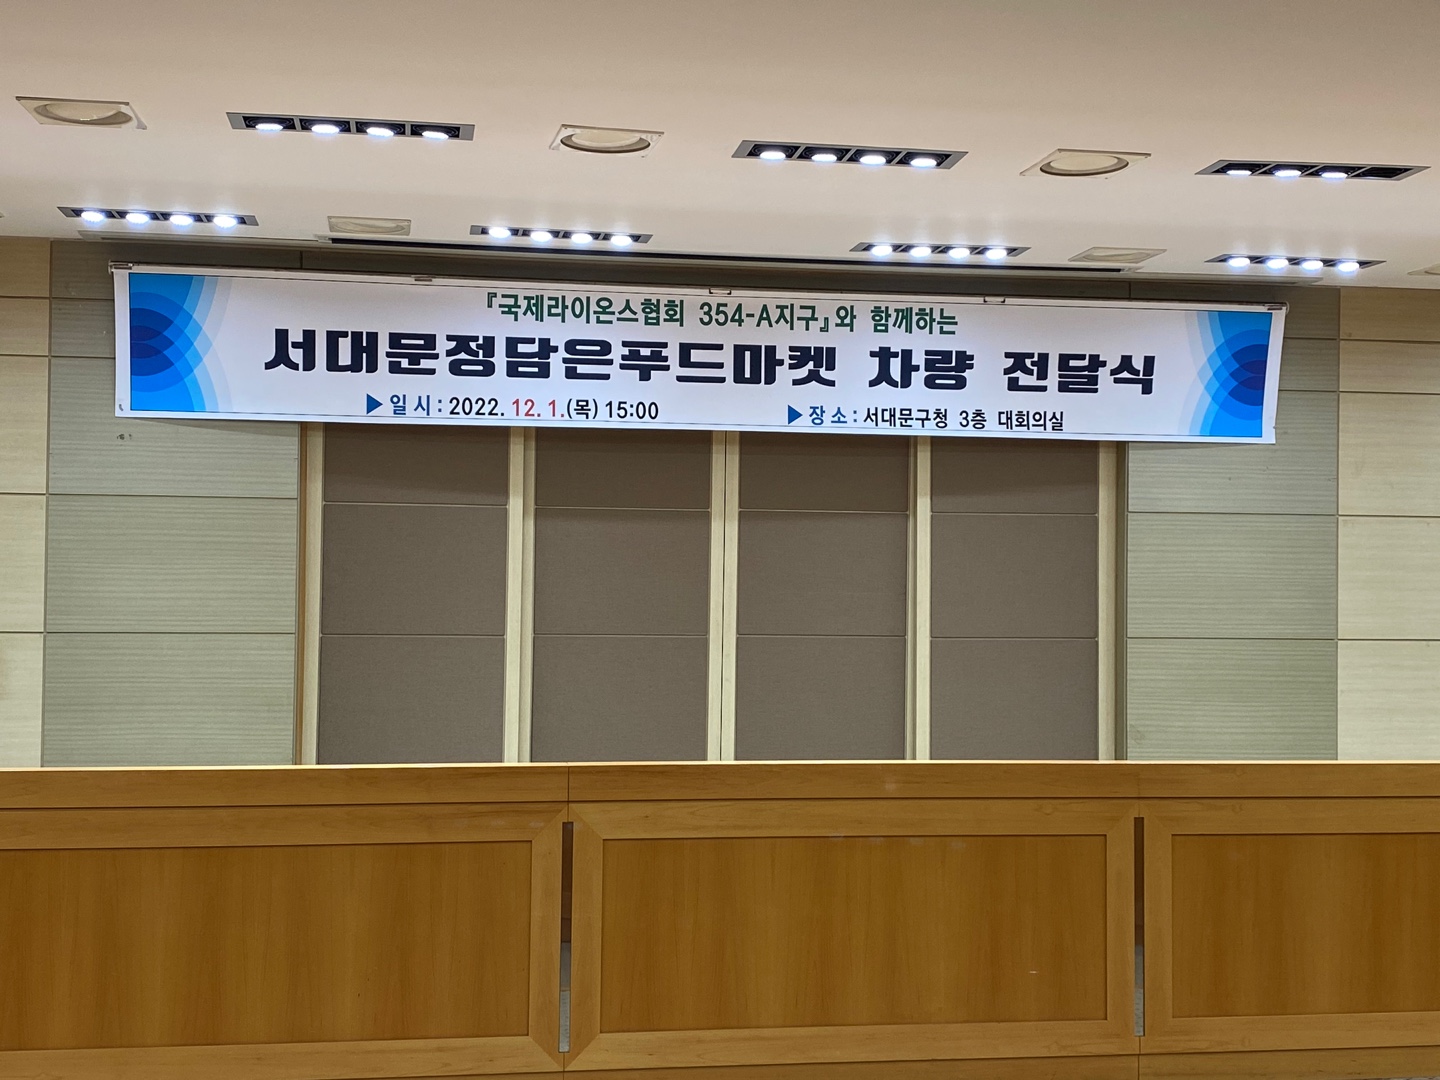 『국제라이온스협회 354-A지구』와 함께하는
서대문정담은푸드마켓 차량 전달식
▶일 시 : 2022. 12. 1.(목) 15:00 ▶장 소 : 서대문구청 3층 대회의실